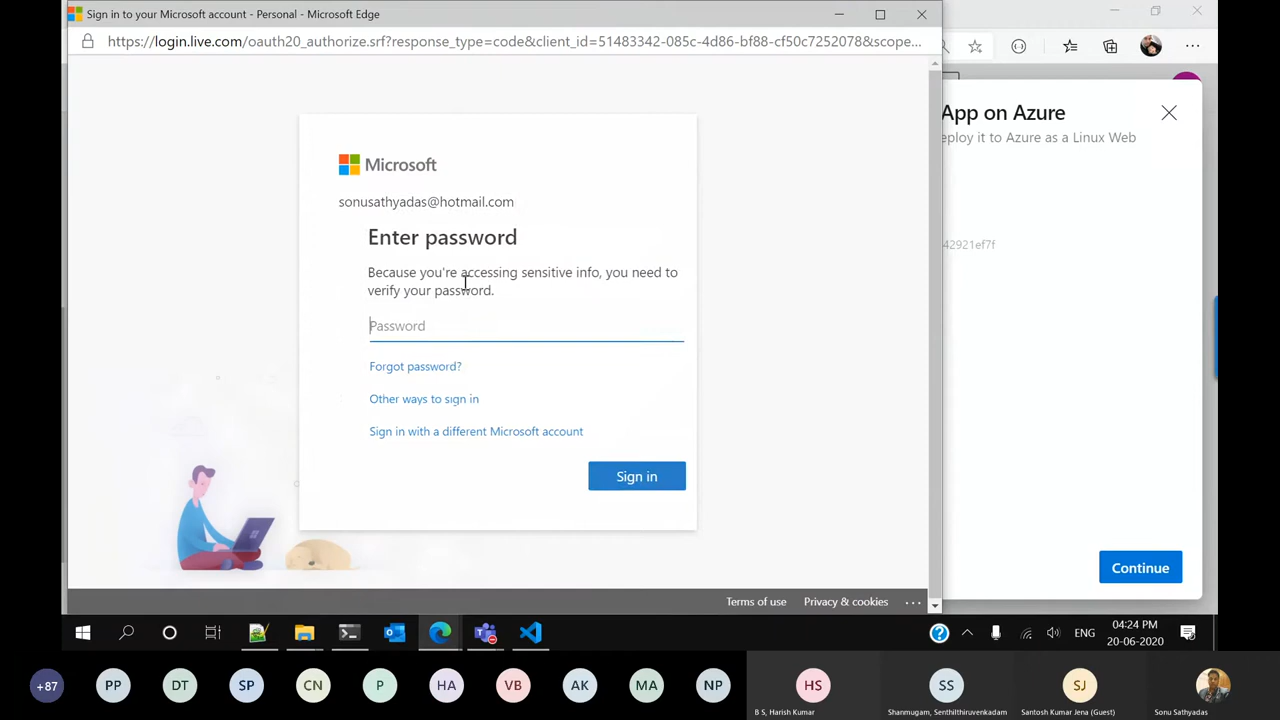 Sign in to your Microsoft account - Personal - Microsoft Edge
https://login.live.com/oauth20_authorize.srf?response_type=code&client_id=51483342-085c-4d86-bf88-cf50c7252078&scope...
App on Azure
eploy it to Azure as a Linux Web
Microsoft
sonusathyadas@hotmail.com
Enter password
42921ef7f
Because you're accessing sensitive info, you need to
verify your password.
Password
Forgot password?
Other ways to sign in
Sign in with a different Microsoft account
Sign in
Continue
Terms of use Privacy & cookies ...
ENG
04:24 PM
20-06-2020
+87 PP DT SP CN P HA VB AK MA NP HS SS SJ
B S, Harish Kumar Shanmugam, Senthilthiruvenkadam Santosh Kumar Jena (Guest) Sonu Sathyadas